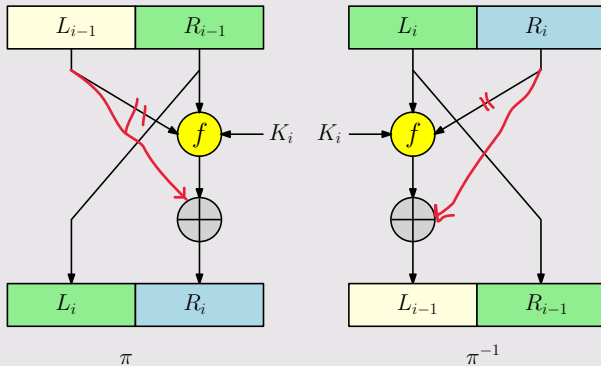 L_{i-1} R_{i-1} L_i R_i
f K_i K_i f
L_i R_i L_{i-1} R_{i-1}
π π^{-1}